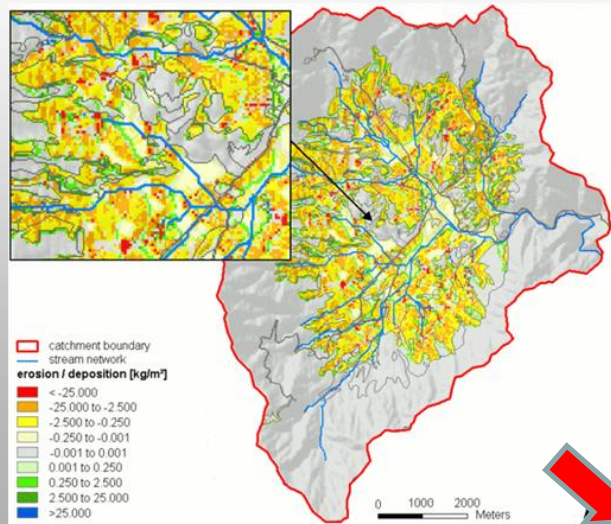 catchment boundary
stream network
erosion / deposition [kg/m²]
< -25.000
-25.000 to -2.500
-2.500 to -0.250
-0.250 to -0.001
-0.001 to 0.001
0.001 to 0.250
0.250 to 2.500
2.500 to 25.000
>25.000
0 1000 2000
Meters